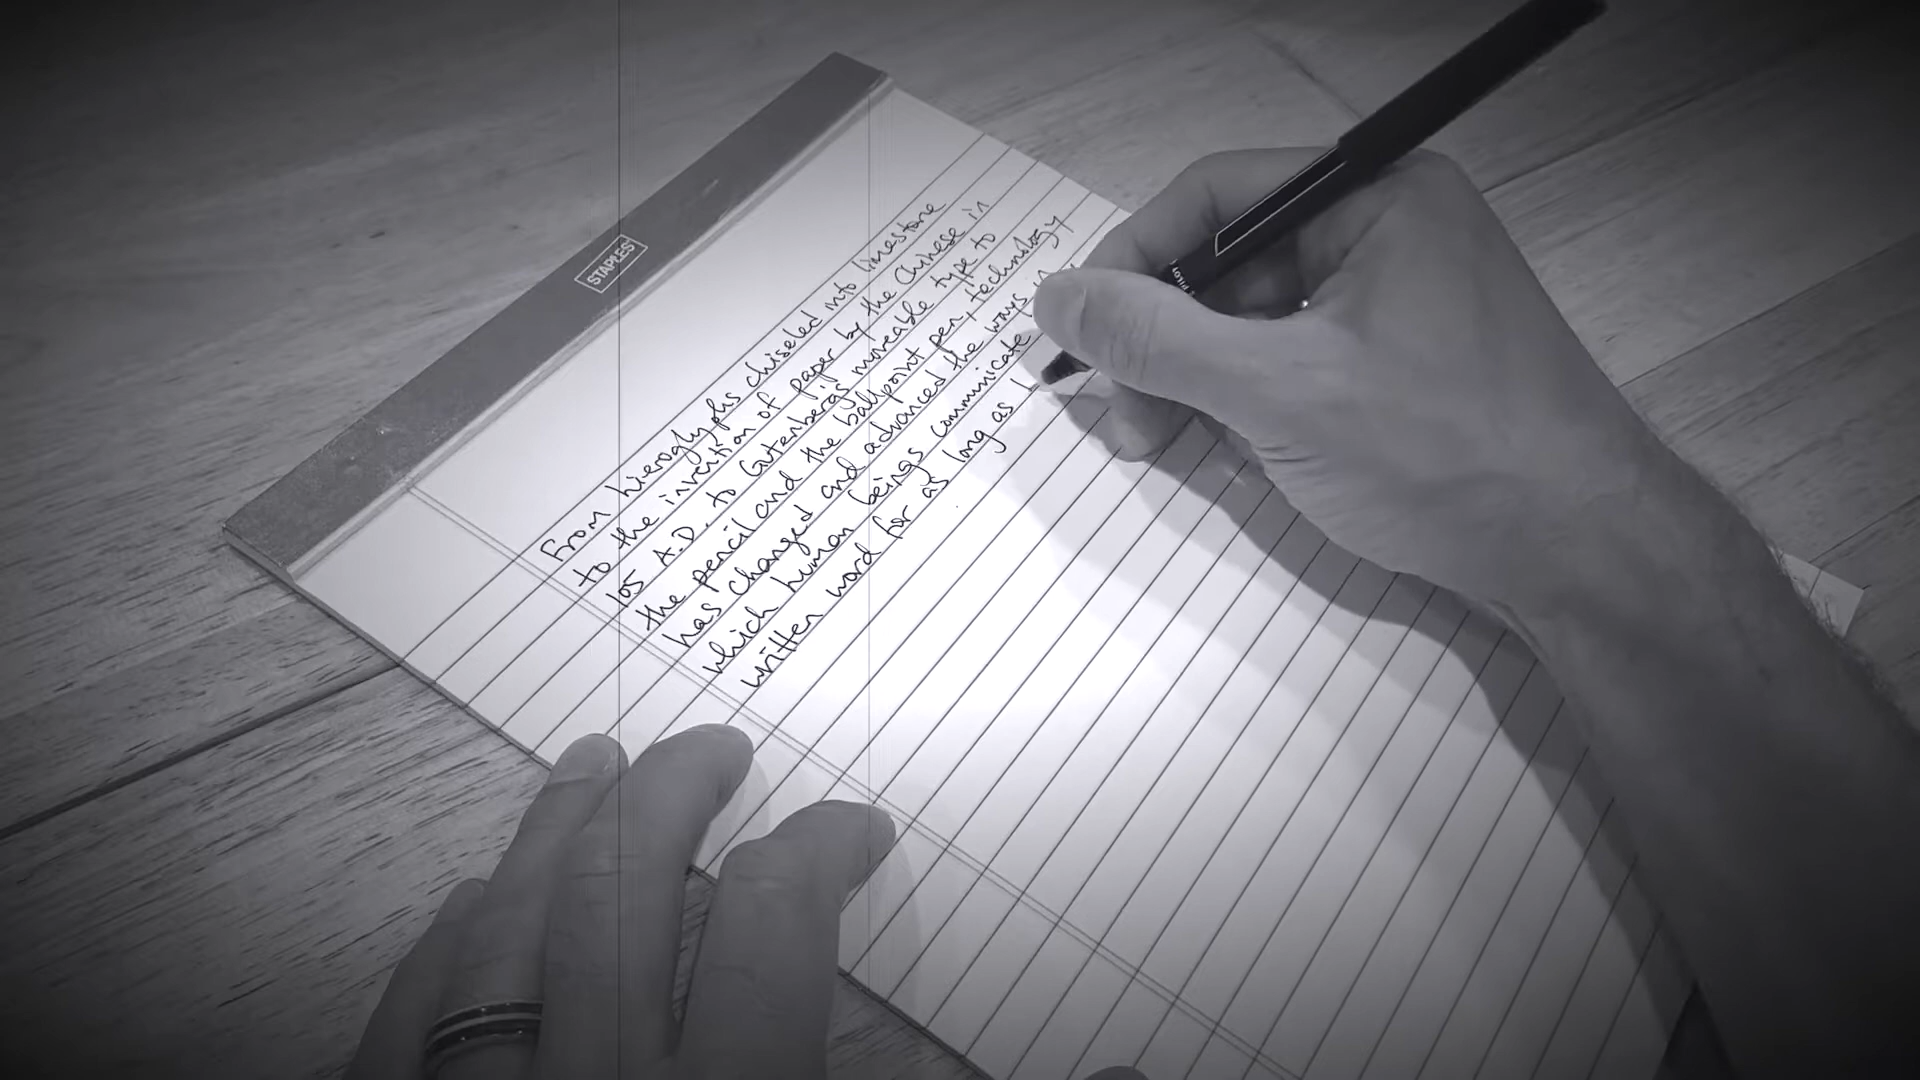 STAPLES
From hieroglyphs chiseled into limestone
to the invention of paper by the Chinese in
105 A.D. to Gutenberg's moveable type to
the pencil and the ballpoint pen, technology
has changed and advanced the ways in
which human beings communicate
written word for as long as
PILOT